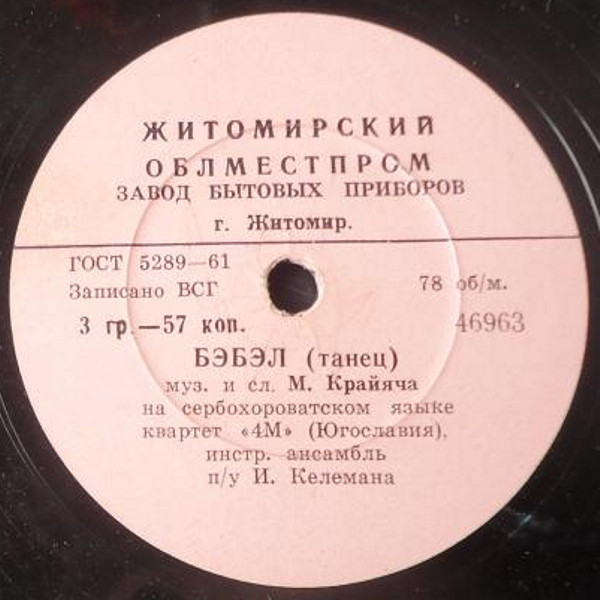 ЖИТОМИРСКИЙ
ОБЛМЕСТПРОМ
ЗАВОД БЫТОВЫХ ПРИБОРОВ
г. Житомир.
ГОСТ 5289—61
Записано ВСГ 78 об/м.
3 гр.—57 коп. 46963
БЭБЭЛ (танец)
муз. и сл. М. Крайяча
на сербохороватском языке
квартет «4М» (Югославия),
инстр. ансамбль
п/у И. Келемана